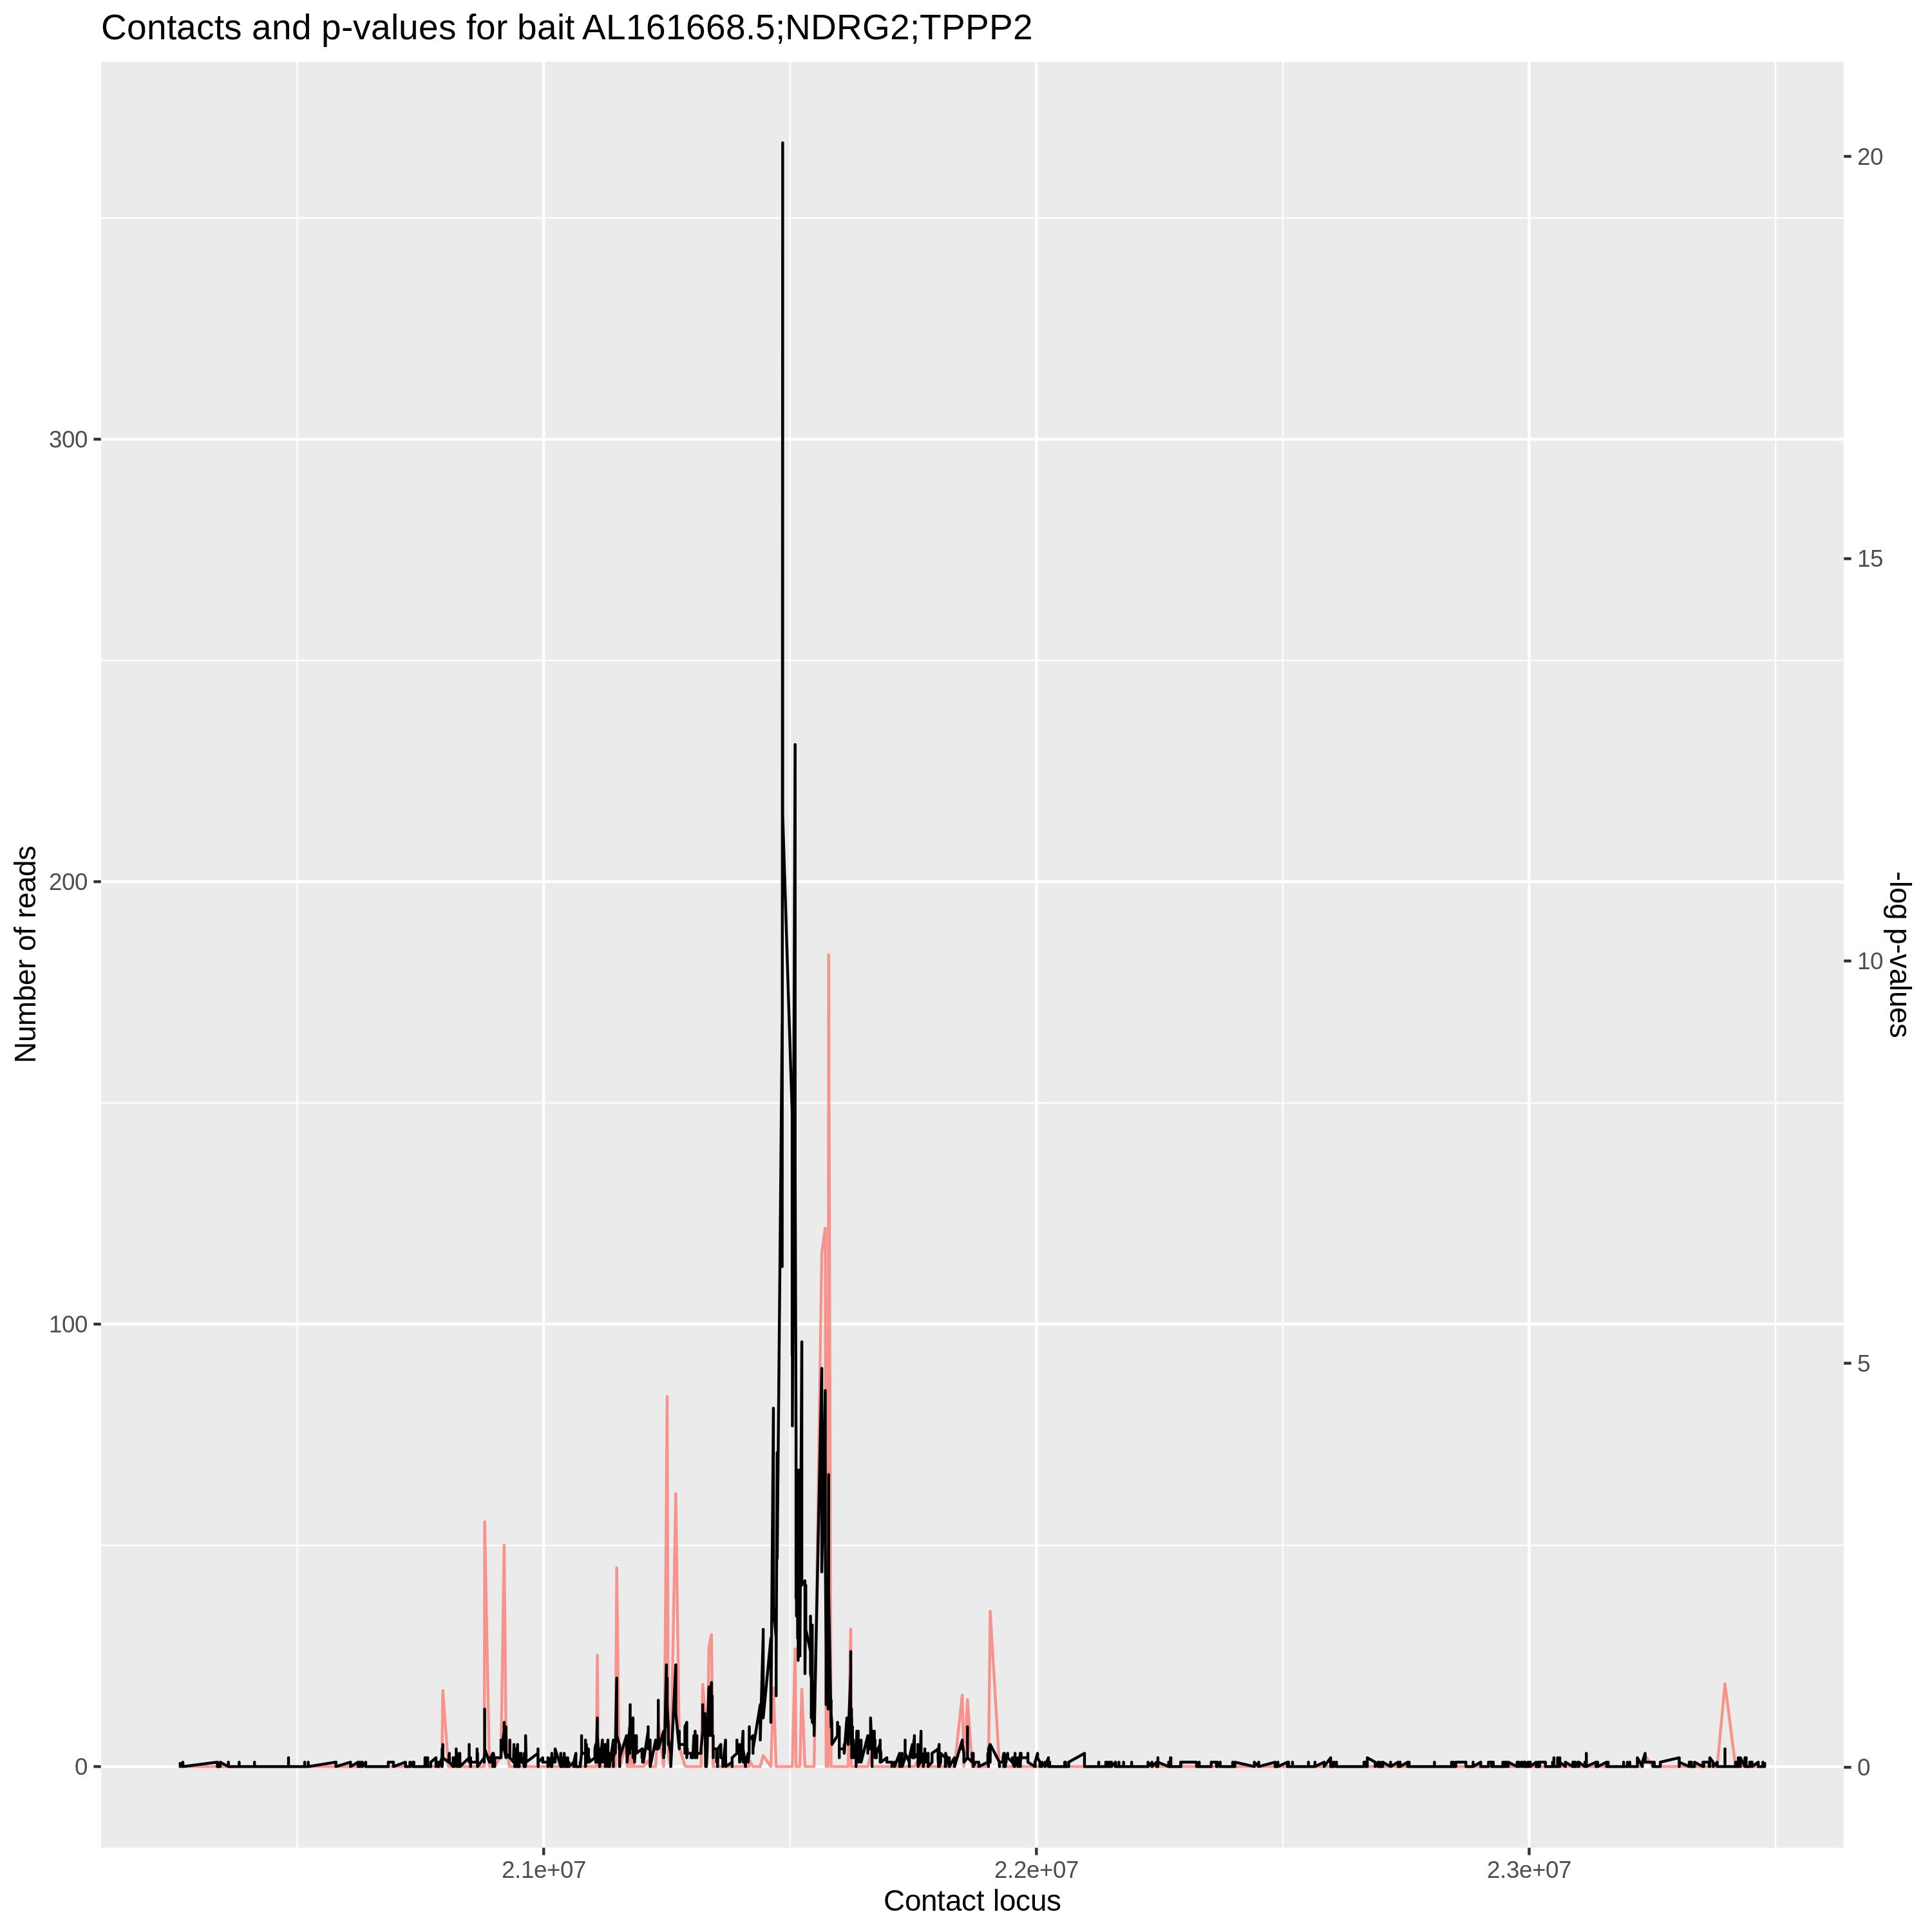 Contacts and p-values for bait AL161668.5;NDRG2;TPPP2
Number of reads
300
200
100
0
20
15
10
5
0
-log p-values
2.1e+07
2.2e+07
2.3e+07
Contact locus